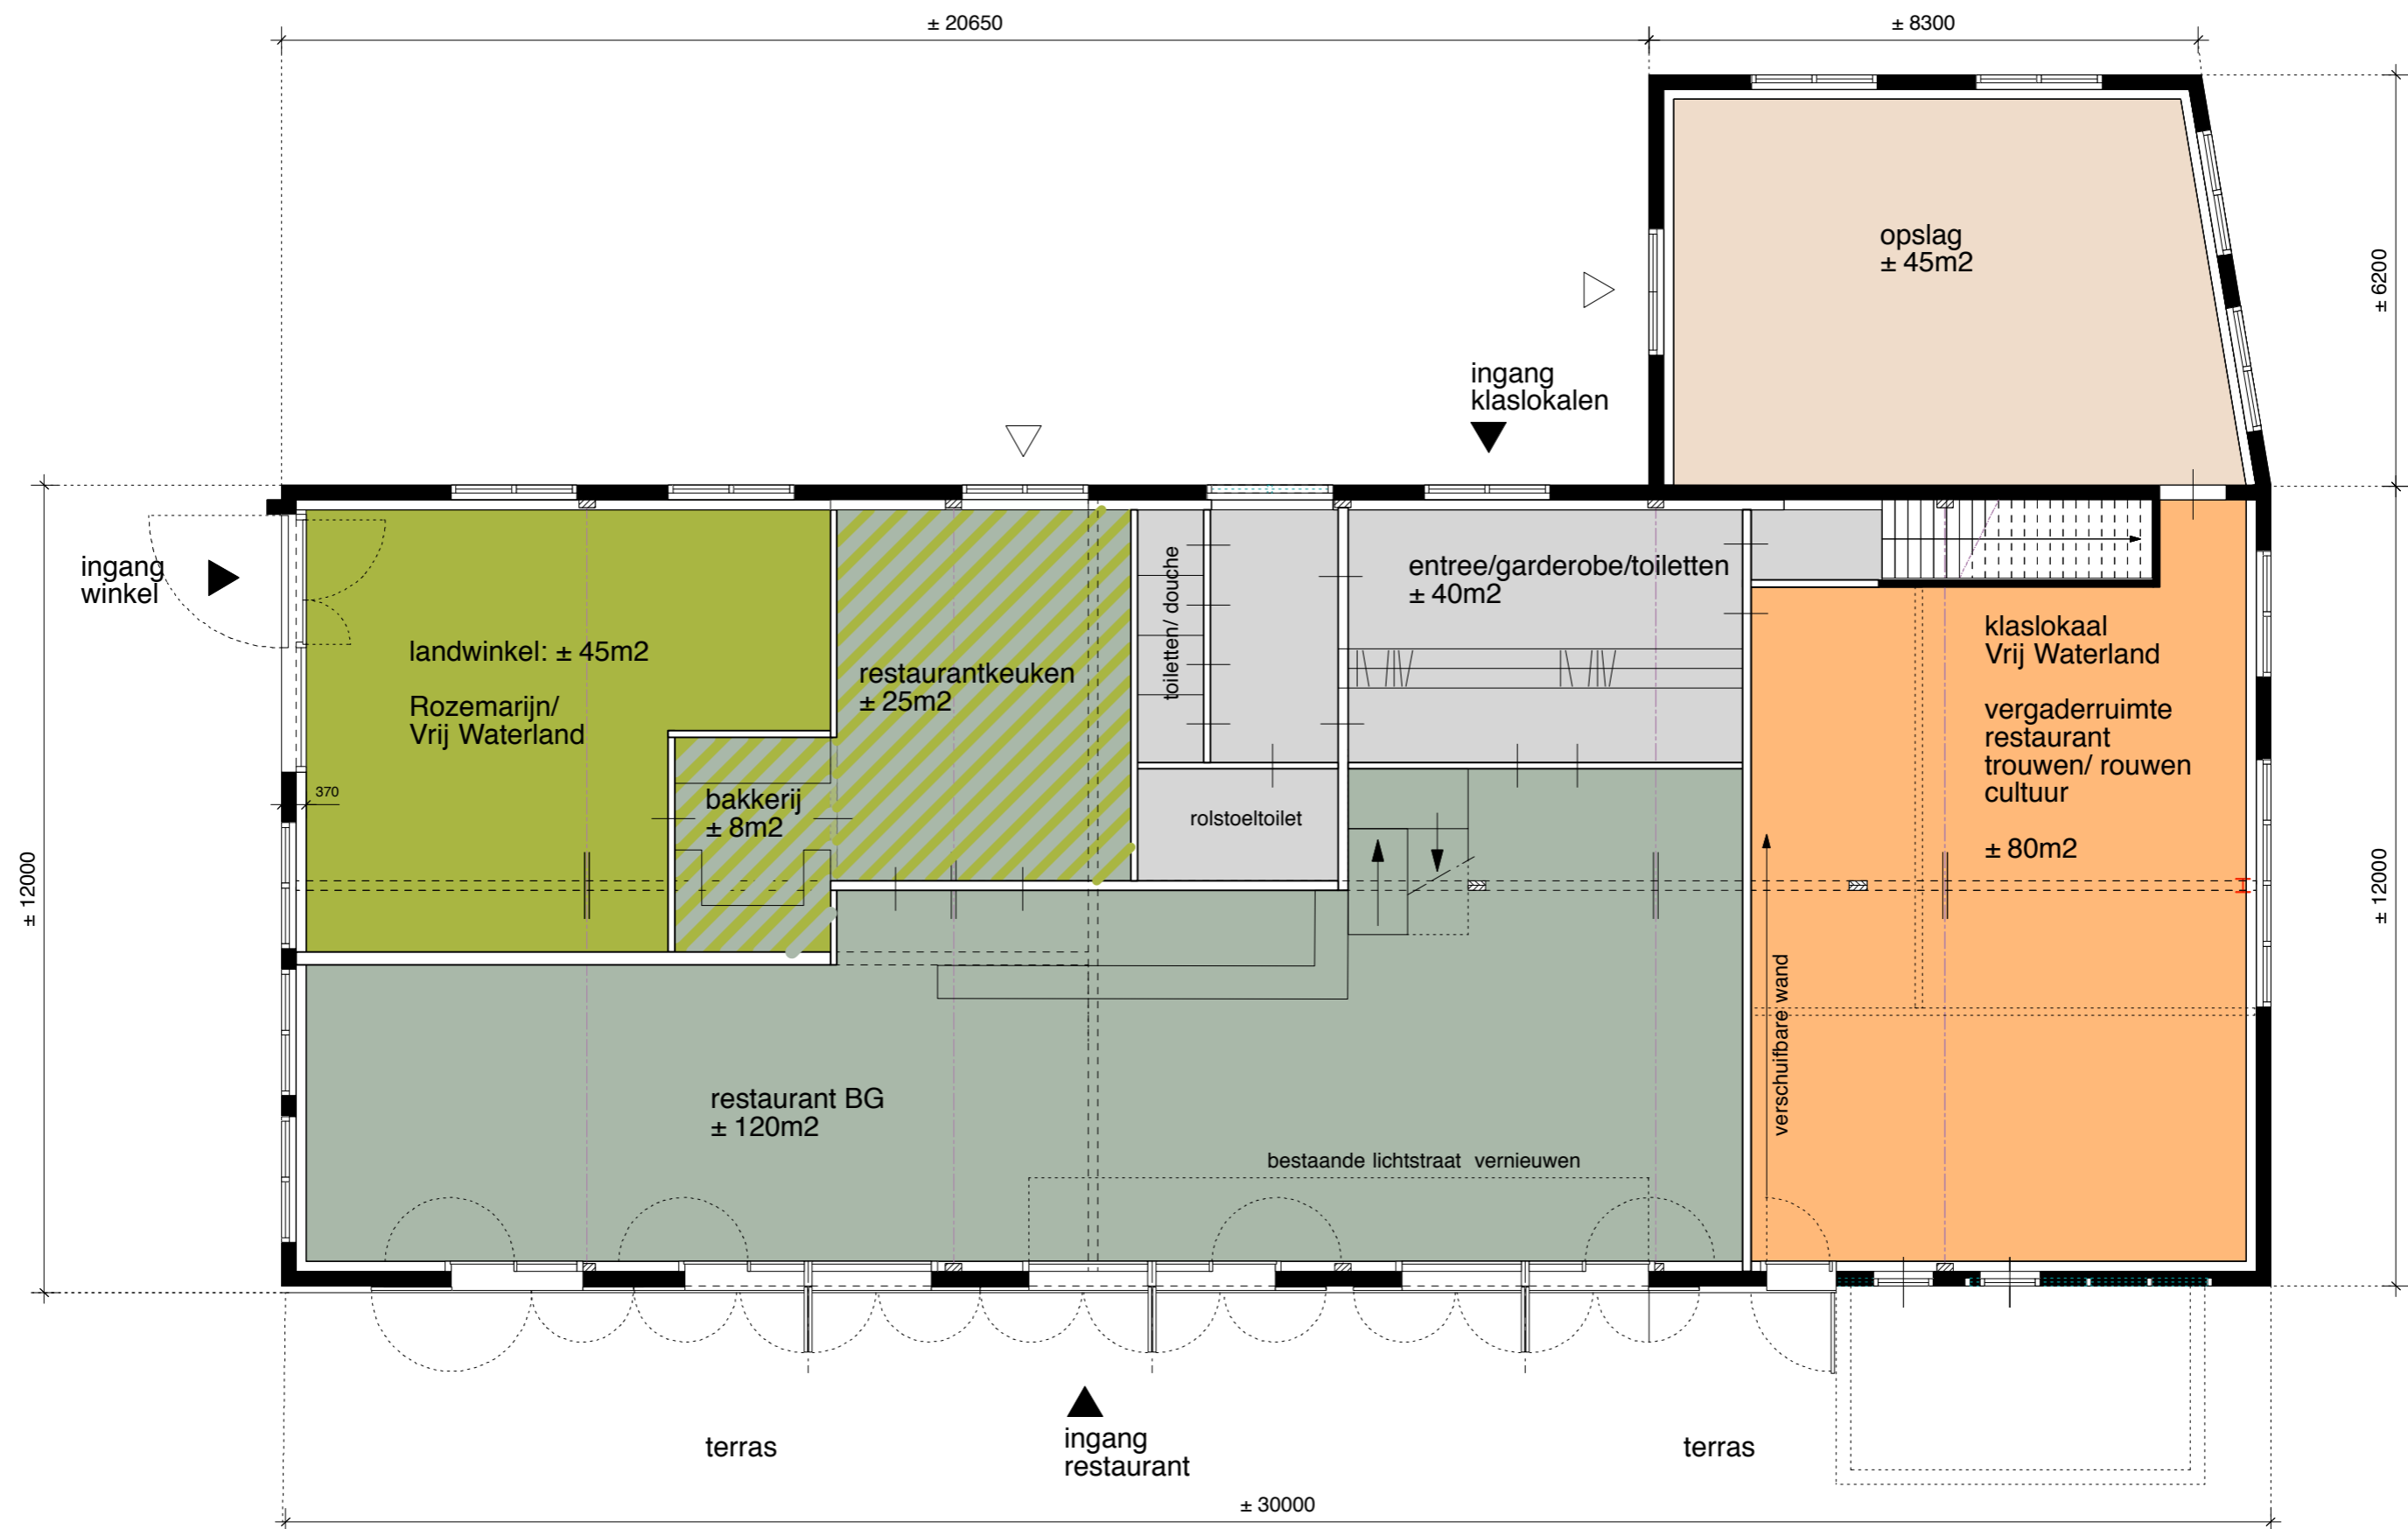 ± 20650
± 8300
opslag
± 45m2
± 6200
ingang
klaslokalen
ingang
winkel
entree/garderobe/toiletten
± 40m2
toiletten/ douche
landwinkel: ± 45m2
Rozemarijn/
Vrij Waterland
restaurantkeuken
± 25m2
klaslokaal
Vrij Waterland
vergaderruimte
restaurant
trouwen/ rouwen
cultuur
± 80m2
370
bakkerij
± 8m2
rolstoeltoilet
± 12000
± 12000
verschuifbare wand
restaurant BG
± 120m2
bestaande lichtstraat vernieuwen
terras
ingang
restaurant
terras
± 30000